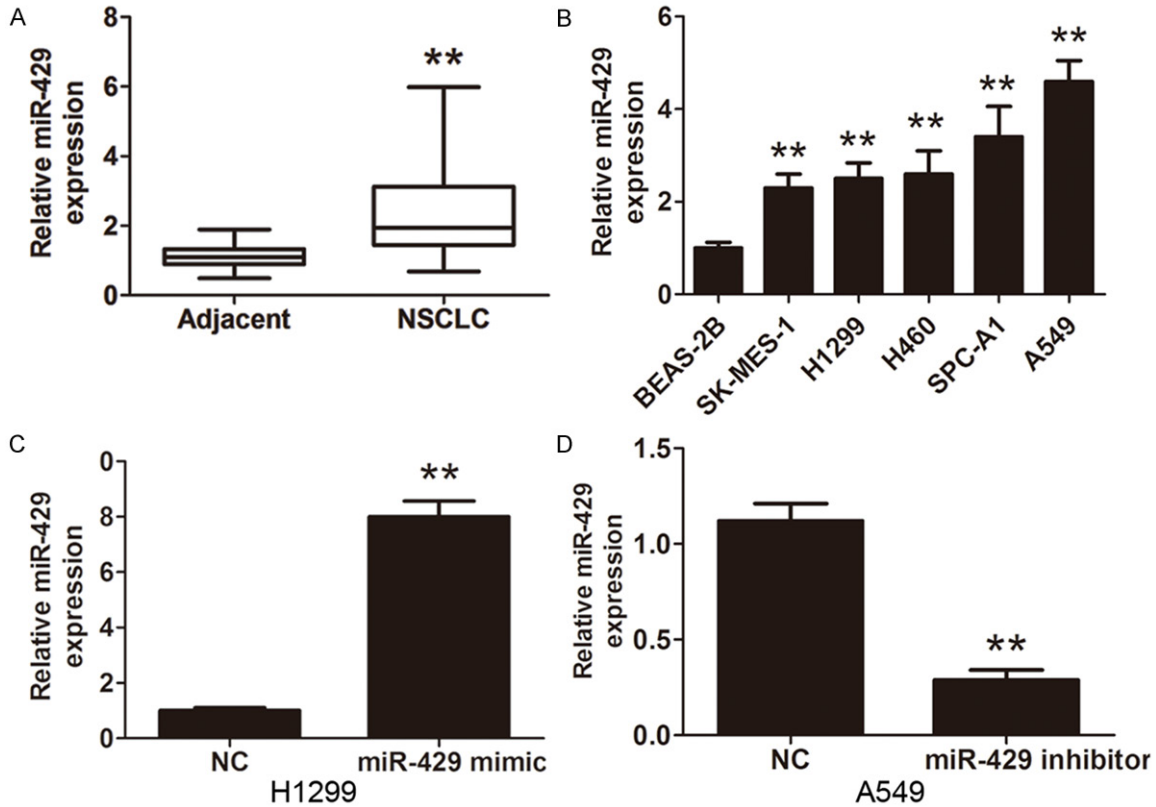 A
Relative miR-429
expression
8
6
4
2
0
**
Adjacent
NSCLC
B
Relative miR-429
expression
6
4
2
0
**
**
**
**
**
BEAS-2B
SK-MES-1
H1299
H460
SPC-A1
A549
C
Relative miR-429
expression
0
8
6
4
2
0
**
NC
miR-429 mimic
H1299
D
Relative miR-429
expression
1.5
1.0
0.5
0.0
**
NC
miR-429 inhibitor
A549